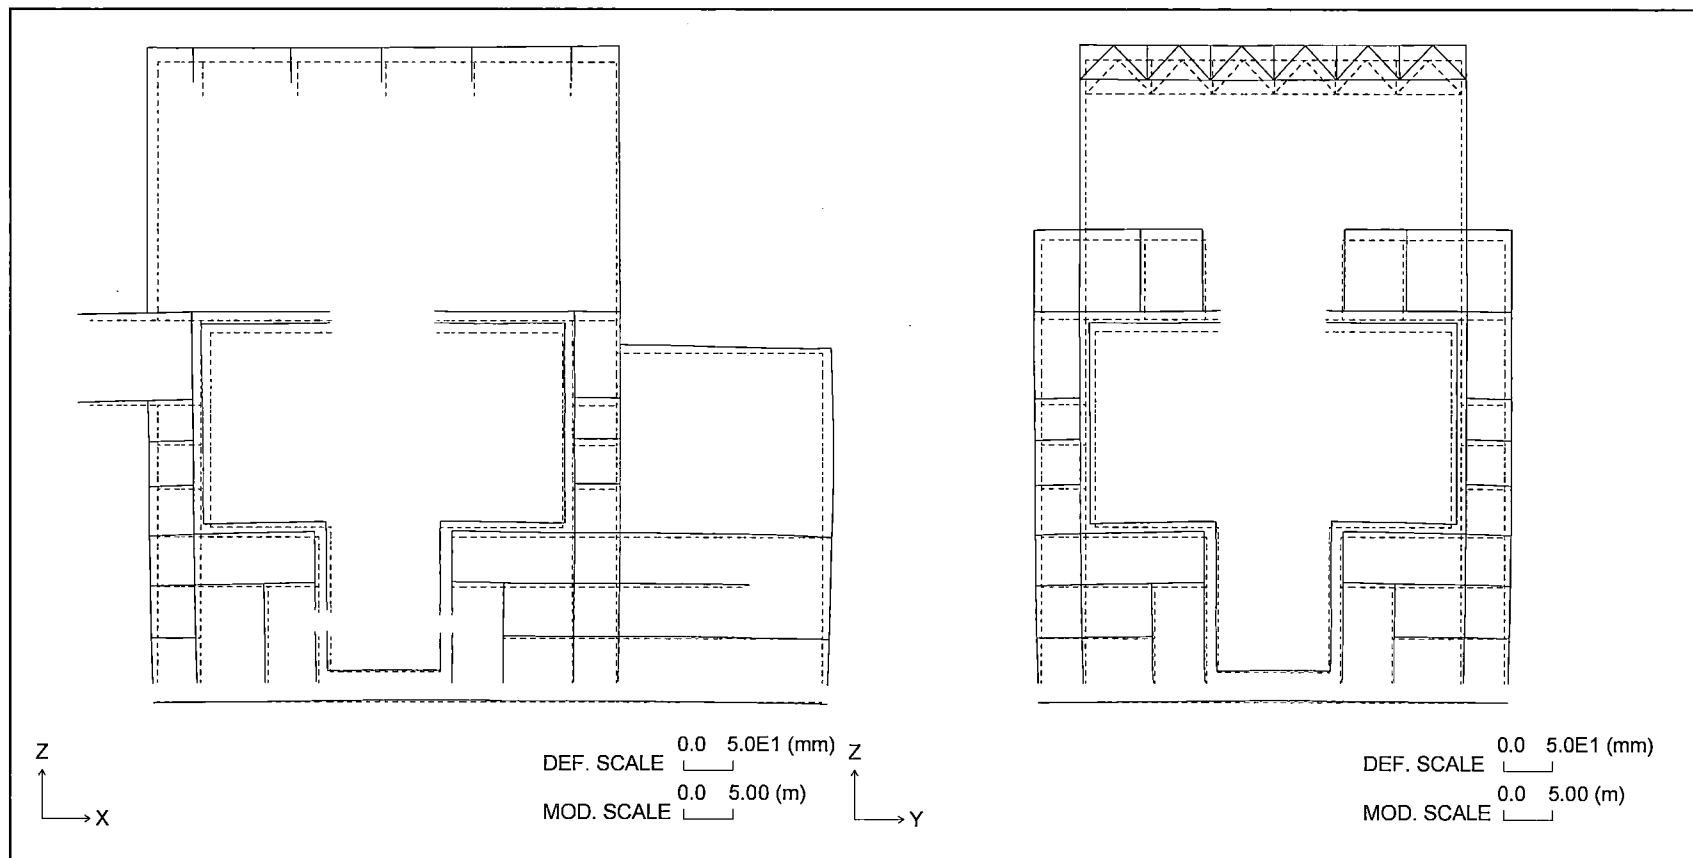 Z
X
0.0 5.0E1 (mm)
DEF. SCALE
0.0 5.00 (m)
MOD. SCALE
Z
Y
0.0 5.0E1 (mm)
DEF. SCALE
0.0 5.00 (m)
MOD. SCALE